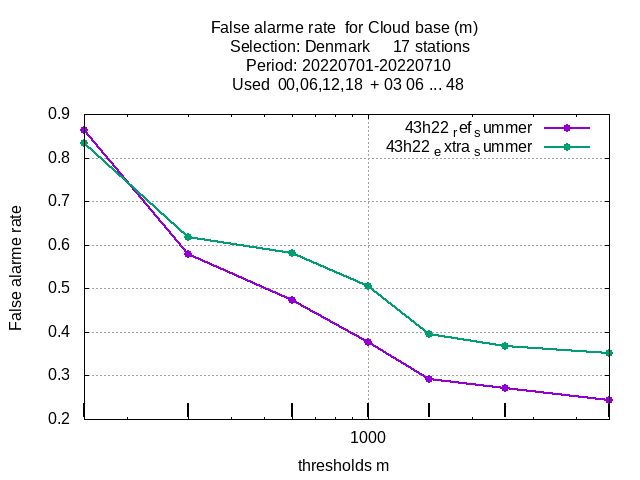 False alarme rate  for Cloud base (m)
Selection: Denmark     17 stations
Period: 20220701-20220710
Used  00,06,12,18  + 03 06 ... 48
43h22 ref summer
43h22 extra summer
0.9
0.8
0.7
0.6
0.5
0.4
0.3
0.2
False alarme rate
1000
thresholds m